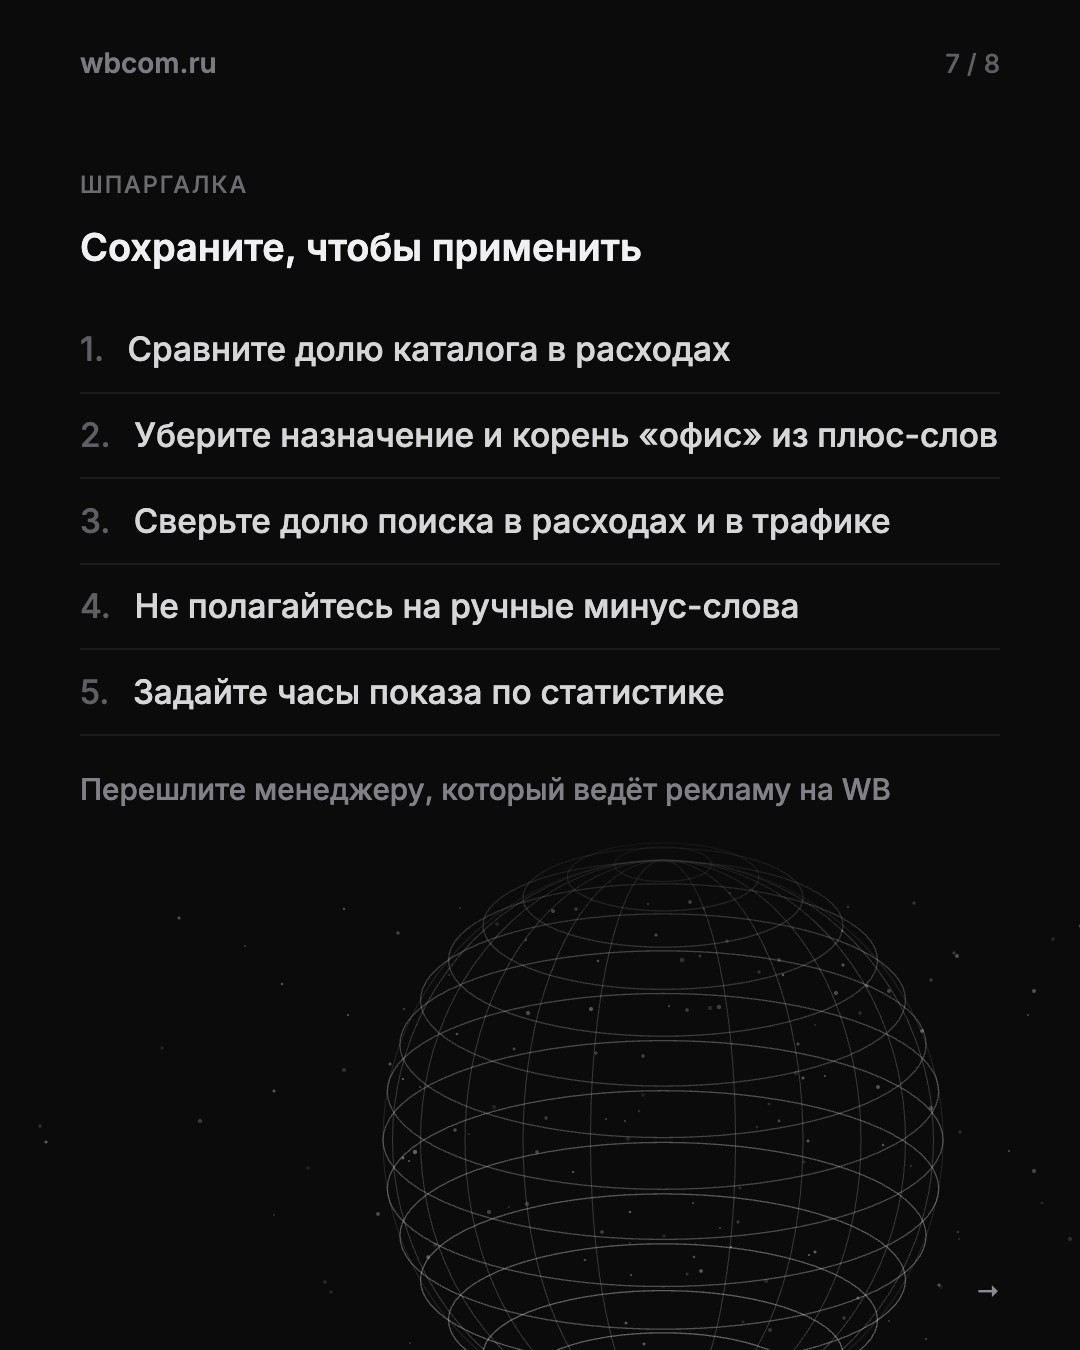 wbcom.ru
7 / 8
ШПАРГАЛКА
Сохраните, чтобы применить
1. Сравните долю каталога в расходах
2. Уберите назначение и корень «офис» из плюс-слов
3. Сверьте долю поиска в расходах и в трафике
4. Не полагайтесь на ручные минус-слова
5. Задайте часы показа по статистике
Перешлите менеджеру, который ведёт рекламу на WB
→